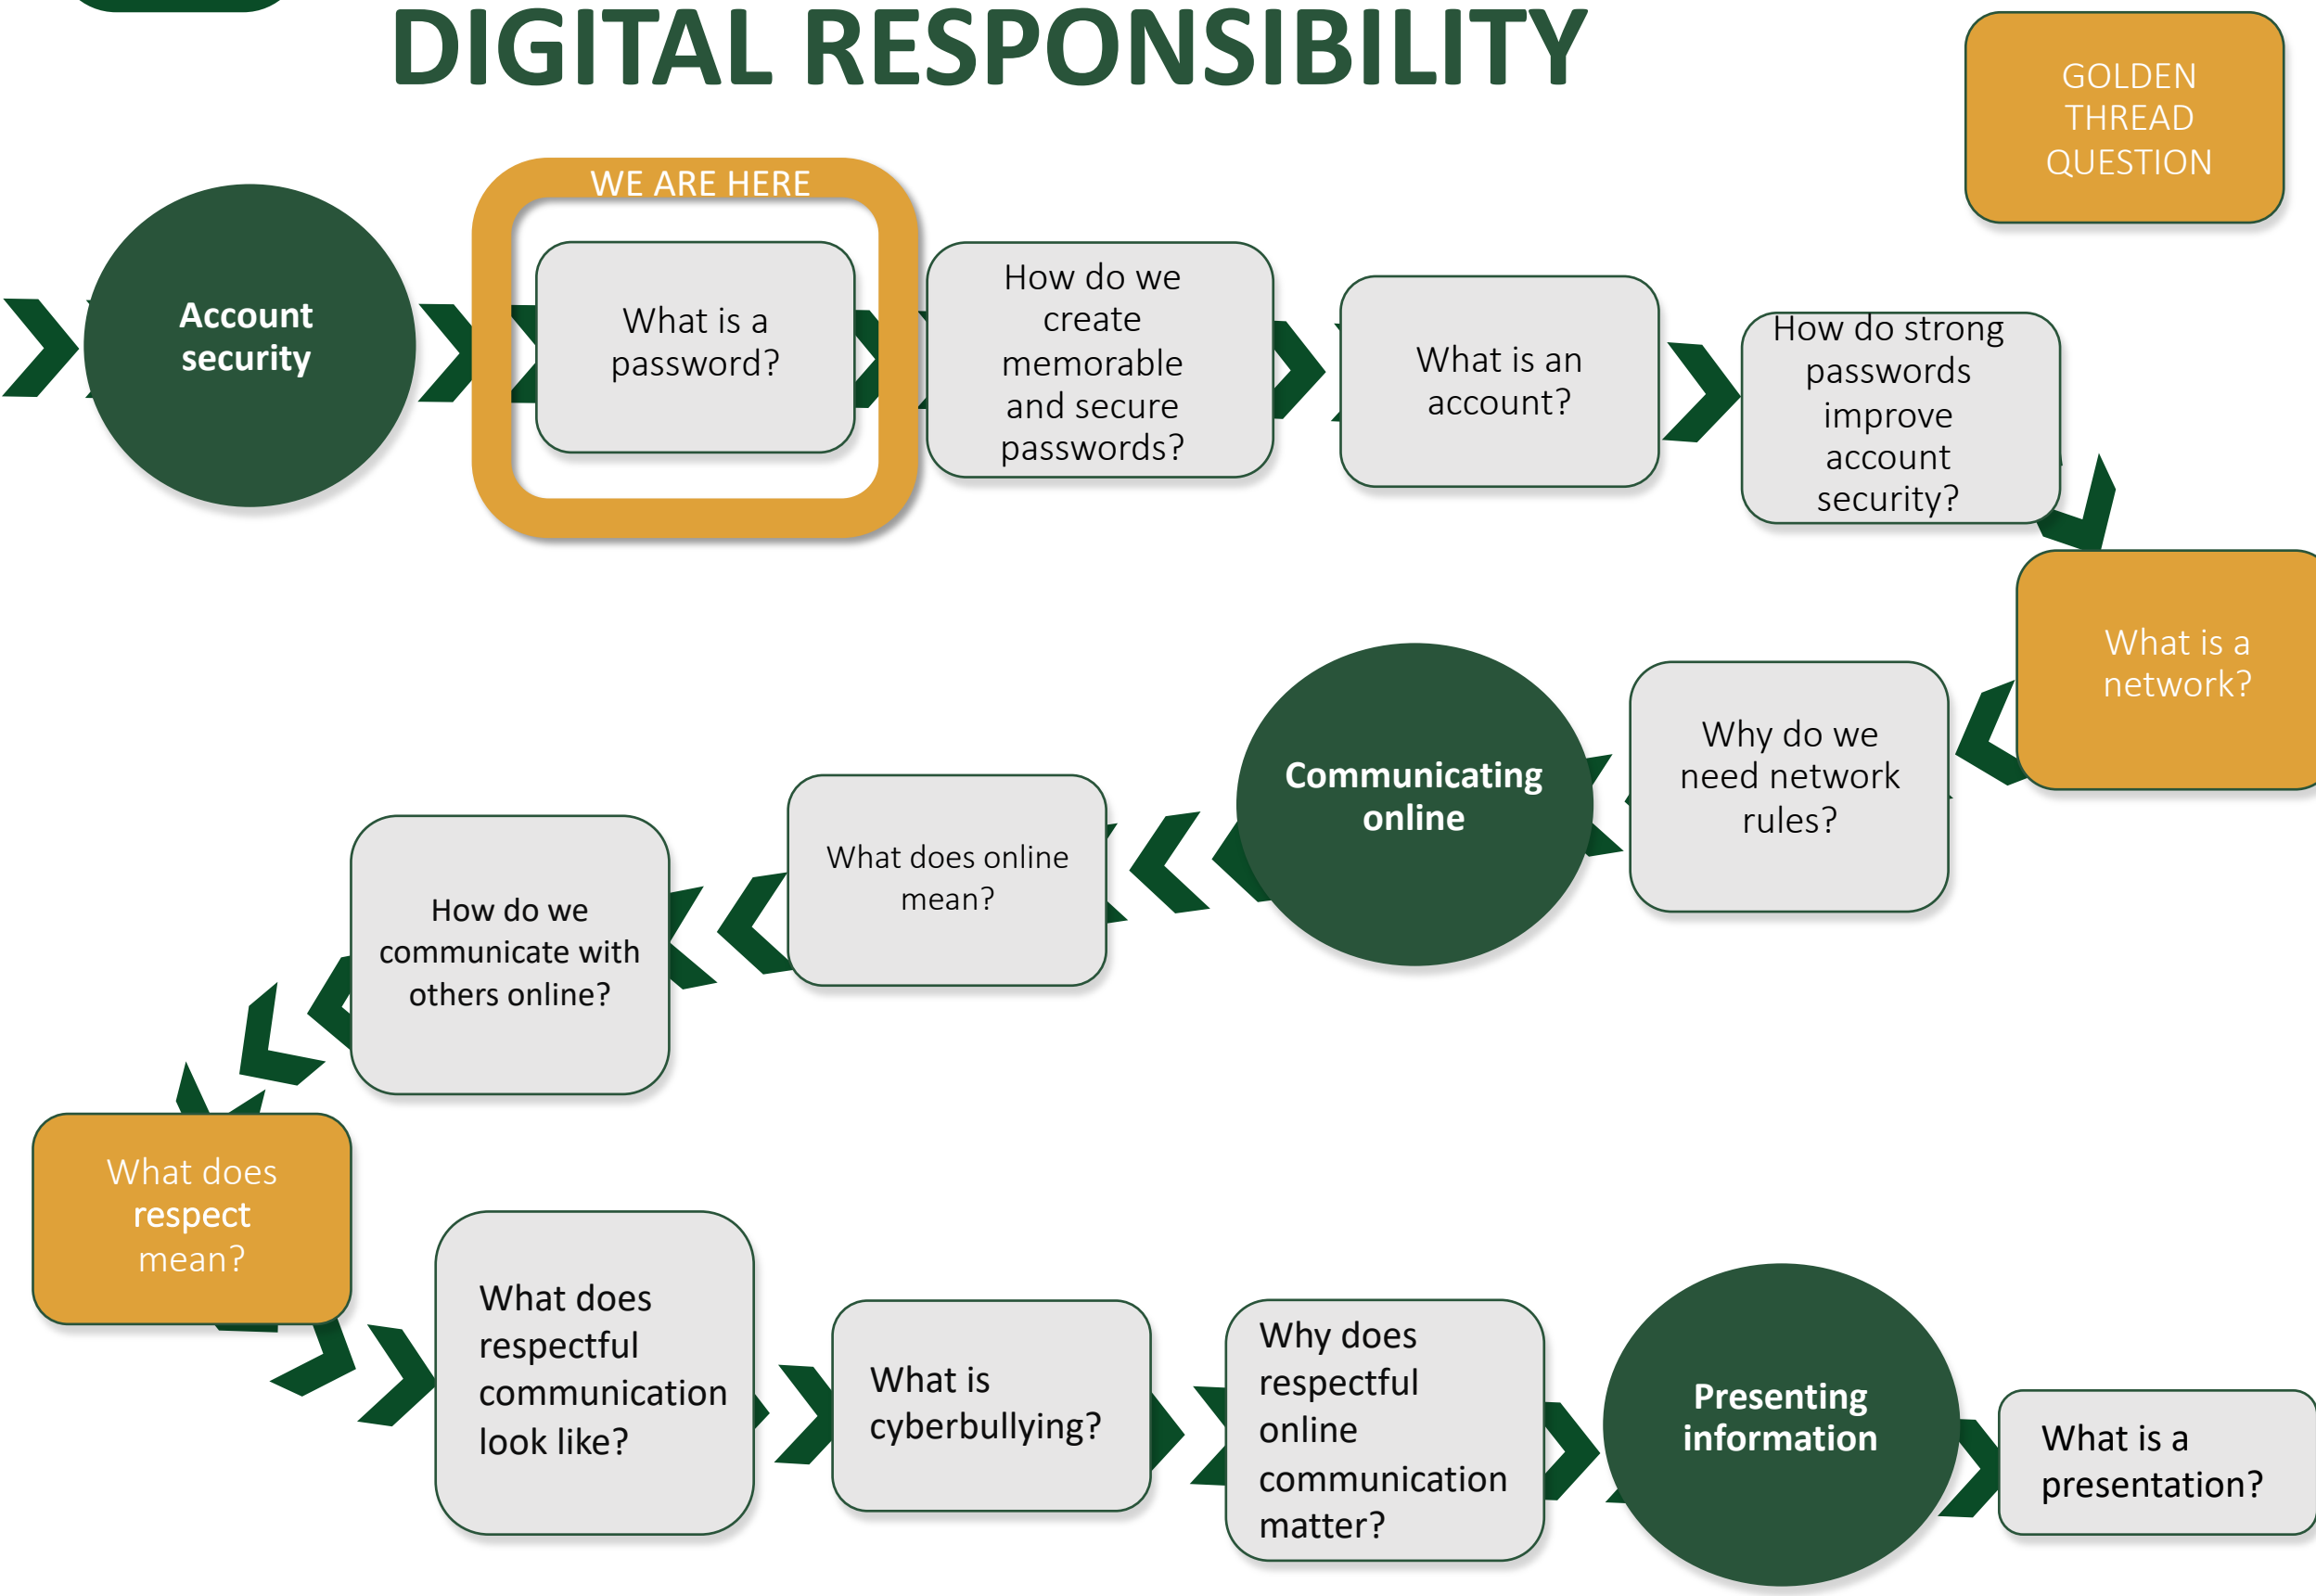 DIGITAL RESPONSIBILITY
GOLDEN
THREAD
QUESTION
WE ARE HERE
Account
security
What is a
password?
How do we
create
memorable
and secure
passwords?
What is an
account?
How do strong
passwords
improve
account
security?
What is a
network?
Why do we
need network
rules?
Communicating
online
What does online
mean?
How do we
communicate with
others online?
What does
respect
mean?
What does
respectful
communication
look like?
What is
cyberbullying?
Why does
respectful
online
communication
matter?
Presenting
information
What is a
presentation?